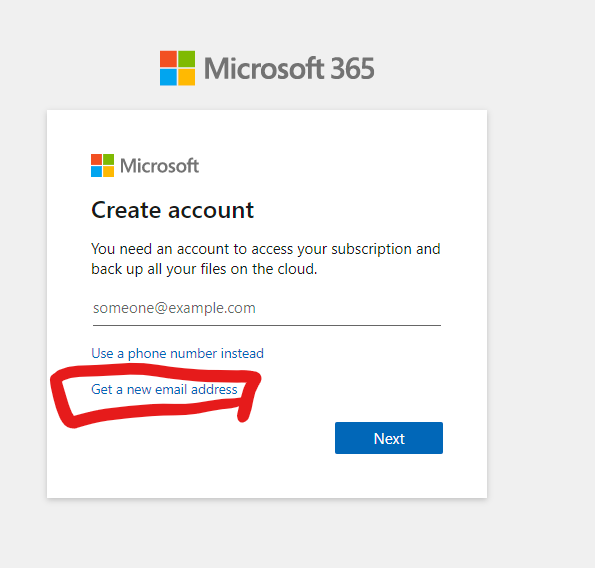 Microsoft 365
Microsoft
Create account
You need an account to access your subscription and
back up all your files on the cloud.
someone@example.com
Use a phone number instead
Get a new email address
Next